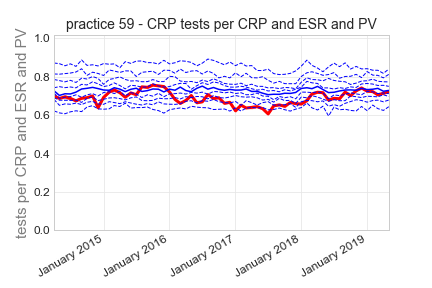 practice 59 - CRP tests per CRP and ESR and PV
tests per CRP and ESR and PV
1.0
0.8
0.6
0.4
0.2
0.0
January 2015
January 2016
January 2017
January 2018
January 2019